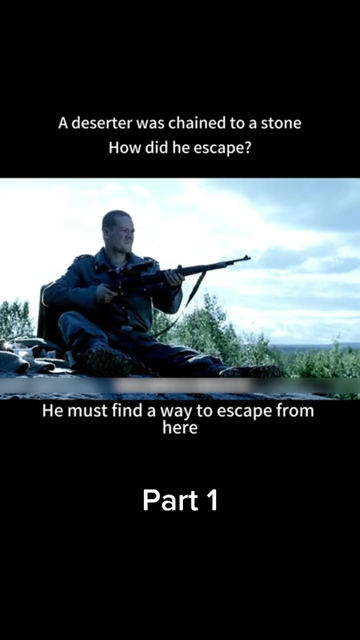 A deserter was chained to a stone
How did he escape?
He must find a way to escape from
here
Part 1